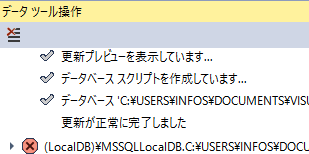 データ ツール操作
更新プレビューを表示しています...
データベース スクリプトを作成しています...
データベース 'C:¥USERS¥INFOS¥DOCUMENTS¥VISU
更新が正常に完了しました
(LocalDB)¥MSSQLLocalDB.C:¥USERS¥INFOS¥DOCU